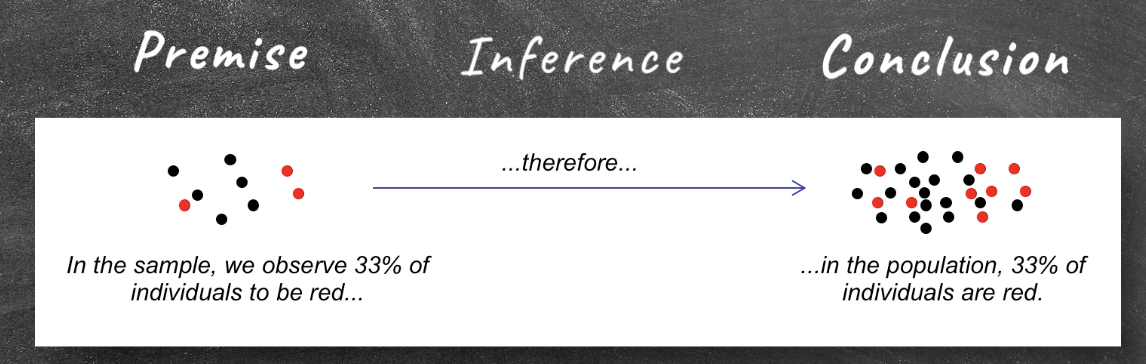 Premise
Inference
Conclusion
...therefore...
In the sample, we observe 33% of
individuals to be red...
...in the population, 33% of
individuals are red.